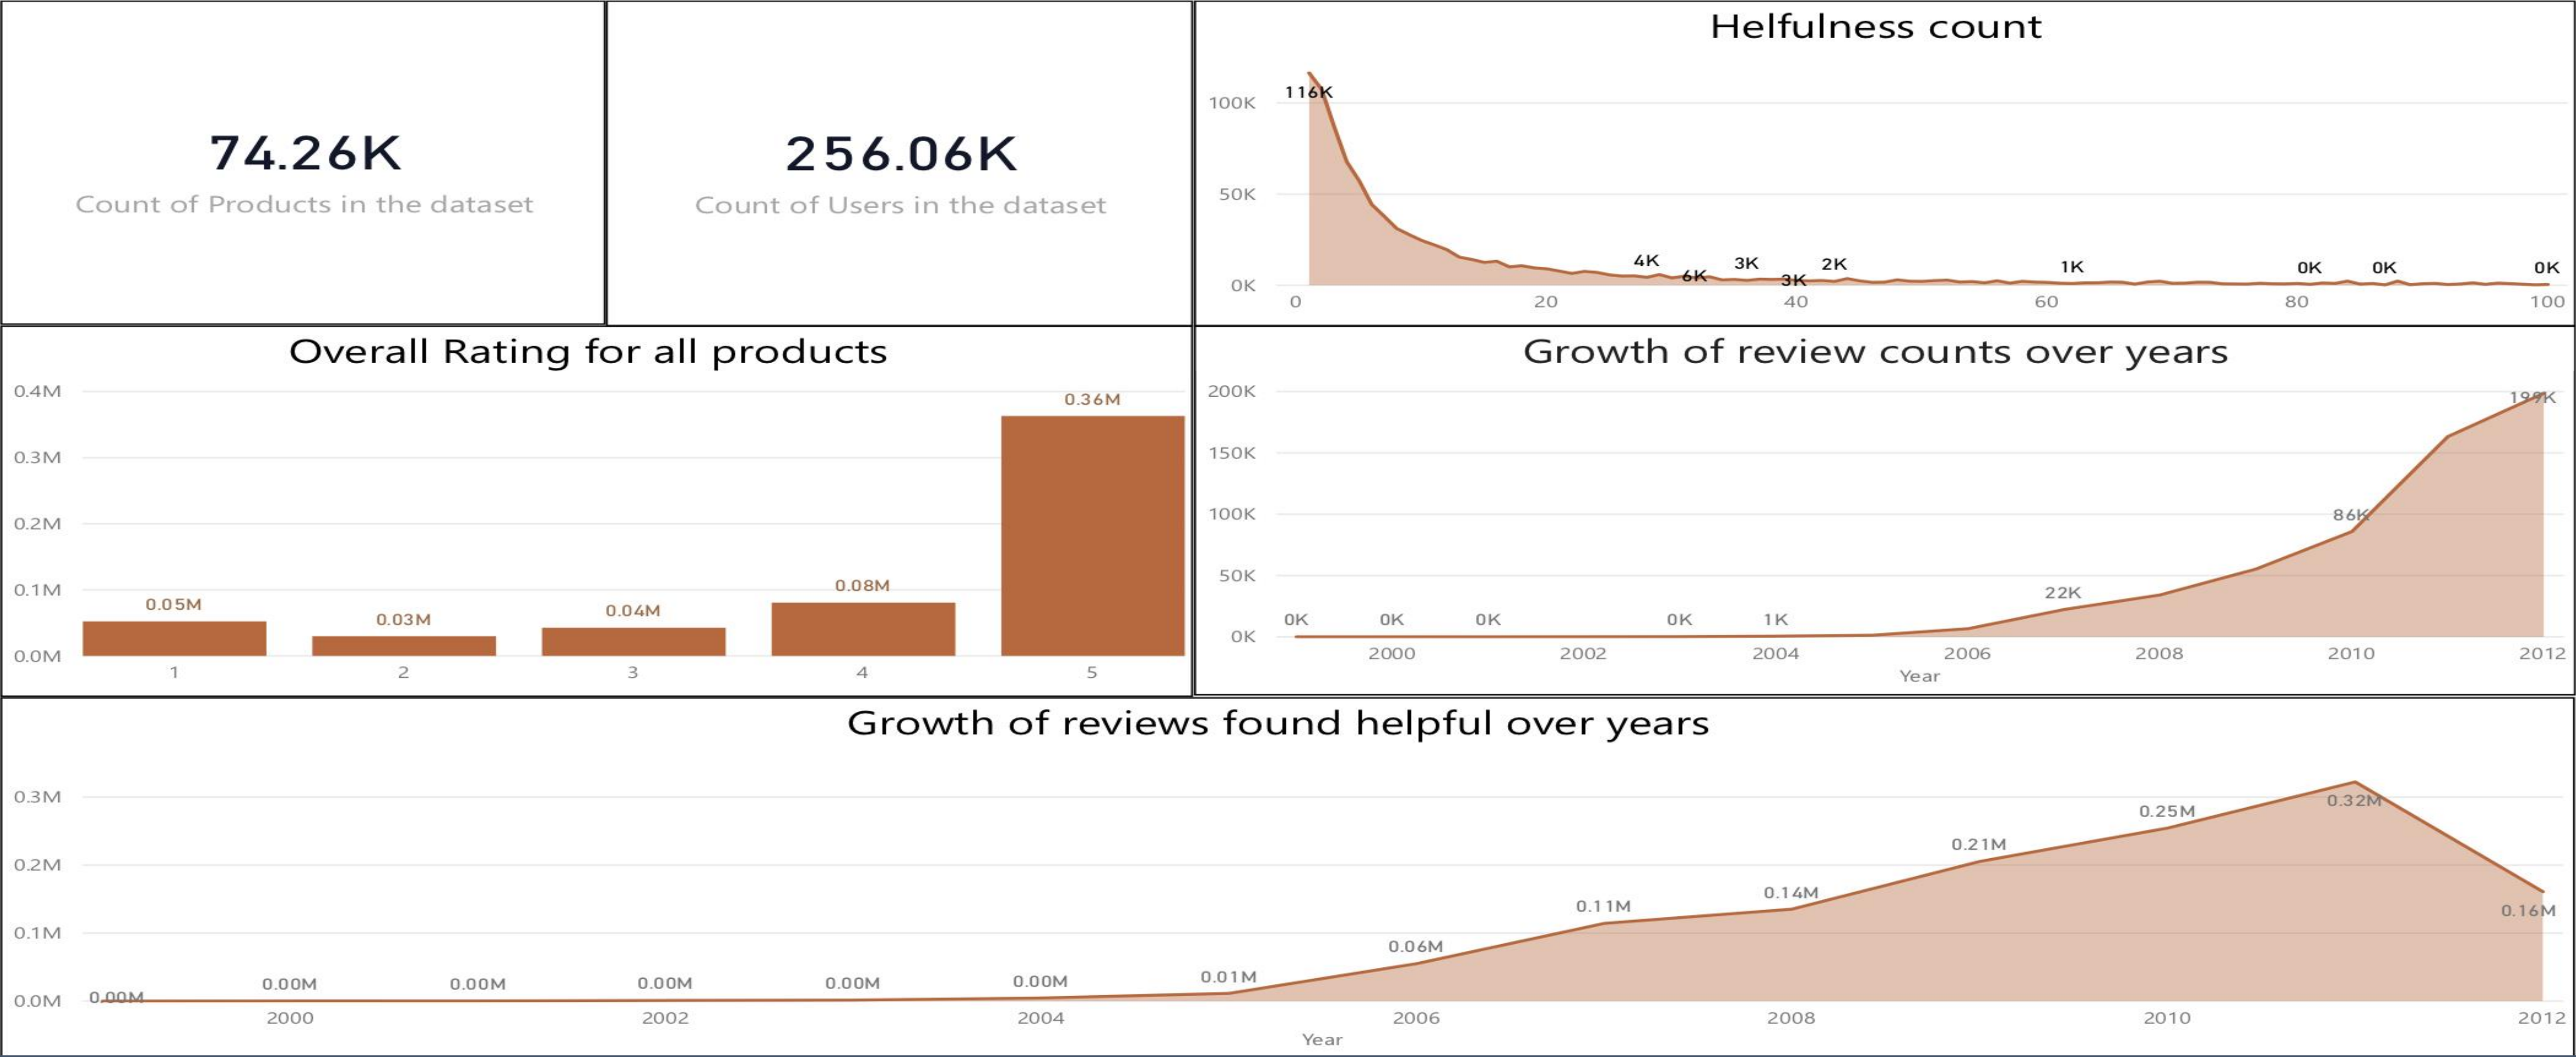 74.26K
Count of Products in the dataset
256.06K
Count of Users in the dataset
Helfulness count
100K
50K
0K
116K
4K
6K
3K
3K
2K
1K
0K
0K
0K
0 20 40 60 80 100
Overall Rating for all products
0.4M
0.3M
0.2M
0.1M
0.0M
0.05M
0.03M
0.04M
0.08M
0.36M
1 2 3 4 5
Growth of review counts over years
200K
150K
100K
50K
0K
0K
0K
0K
0K
1K
22K
86K
199K
2000 2002 2004 2006 2008 2010 2012
Year
Growth of reviews found helpful over years
0.3M
0.2M
0.1M
0.0M
0.00M
0.00M
0.00M
0.00M
0.00M
0.00M
0.01M
0.06M
0.11M
0.14M
0.21M
0.25M
0.32M
0.16M
2000 2002 2004 2006 2008 2010 2012
Year